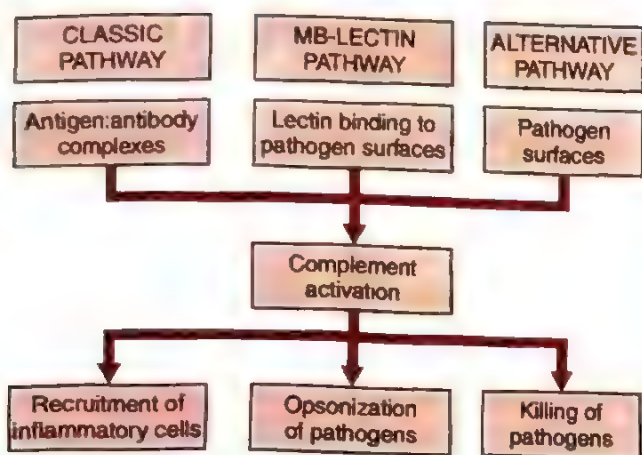 CLASSIC
PATHWAY
MB-LECTIN
PATHWAY
ALTERNATIVE
PATHWAY
Antigen:antibody
complexes
Lectin binding to
pathogen surfaces
Pathogen
surfaces
Complement
activation
Recruitment of
inflammatory cells
Opsonization
of pathogens
Killing of
pathogens